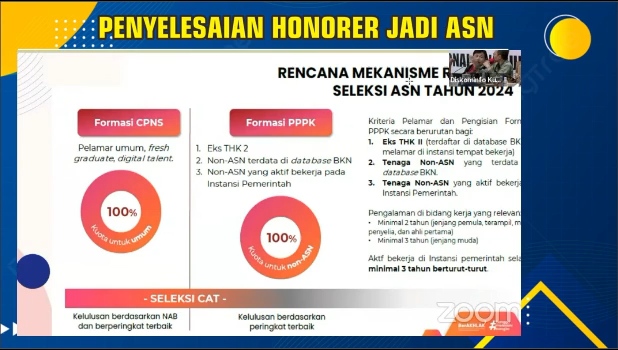 PENYELESAIAN HONORER JADI ASN
RENCANA MEKANISME
SELEKSI ASN TAHUN 2024
Diskominfo Ku...
Formasi CPNS
Pelamar umum, fresh
graduate, digital talent.
100%
Kuota untuk umum
Formasi PPPK
1. Eks THK 2
2. Non-ASN terdata di database BKN
3. Non-ASN yang aktif bekerja pada
Instansi Pemerintah
100%
Kuota untuk non-ASN
Kriteria Pelamar dan Pengisian Form
PPPK secara berurutan bagi:
1. Eks THK II (terdaftar di database BK
melamar di instansi tempat bekerja)
2. Tenaga Non-ASN yang terdata
database BKN.
3. Tenaga Non-ASN yang aktif bekerja
Instansi Pemerintah.
Pengalaman di bidang kerja yang relevan
• Minimal 2 tahun (jenjang pemula, terampil, m
penyelia, dan ahli pertama)
• Minimal 3 tahun (jenjang muda)
Aktif bekerja di Instansi pemerintah sela
minimal 3 tahun berturut-turut.
- SELEKSI CAT -
Kelulusan berdasarkan NAB
dan berperingkat terbaik
Kelulusan berdasarkan
peringkat terbaik
zoom